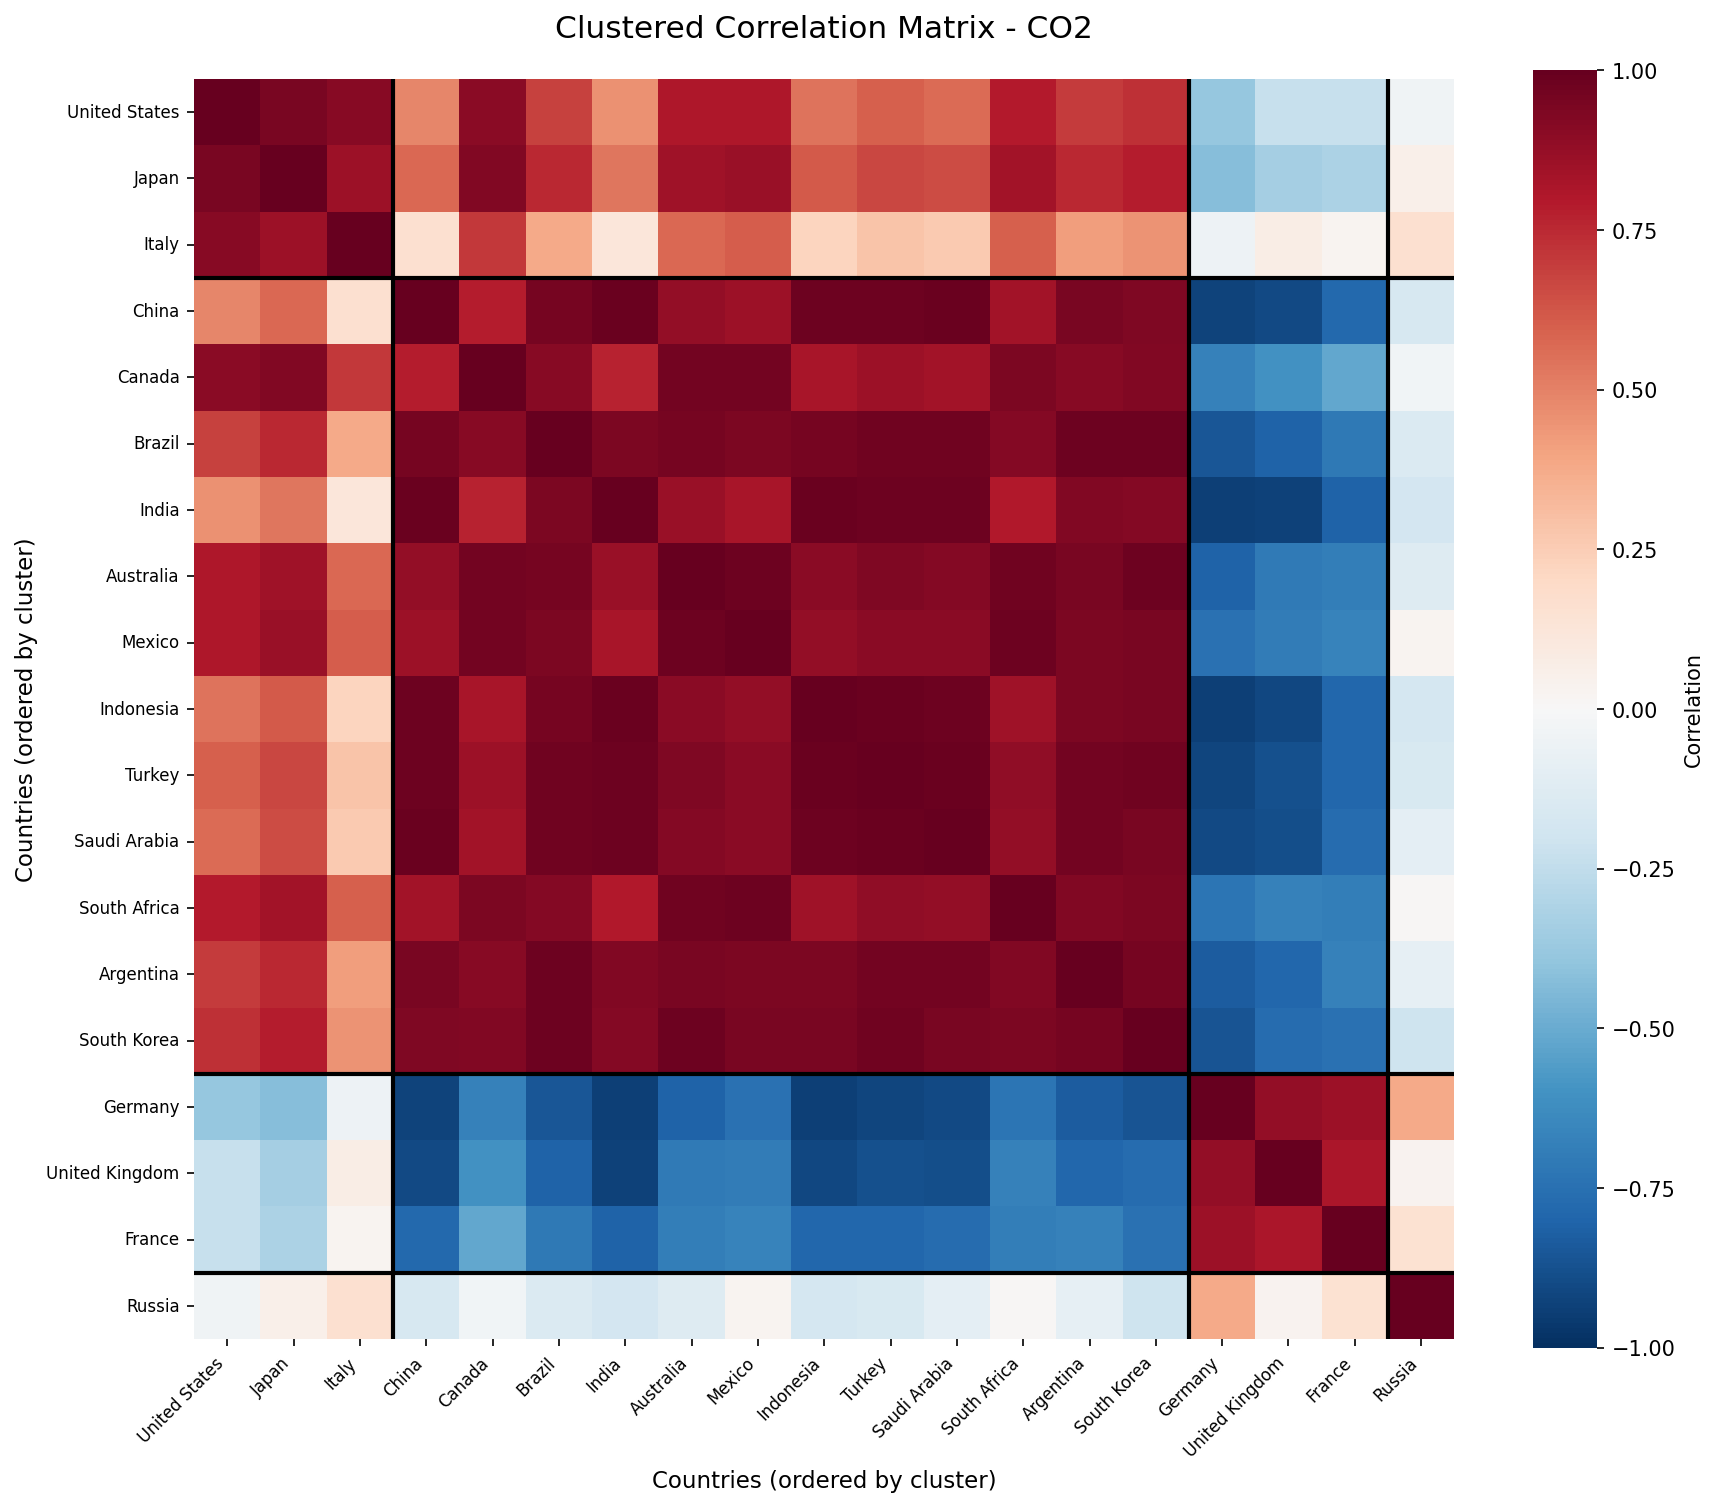 Clustered Correlation Matrix - CO2
Countries (ordered by cluster)
United States
Japan
Italy
China
Canada
Brazil
India
Australia
Mexico
Indonesia
Turkey
Saudi Arabia
South Africa
Argentina
South Korea
Germany
United Kingdom
France
Russia
United States
Japan
Italy
China
Canada
Brazil
India
Australia
Mexico
Indonesia
Turkey
Saudi Arabia
South Africa
Argentina
South Korea
Germany
United Kingdom
France
Russia
Countries (ordered by cluster)
1.00
0.75
0.50
0.25
0.00
−0.25
−0.50
−0.75
−1.00
Correlation